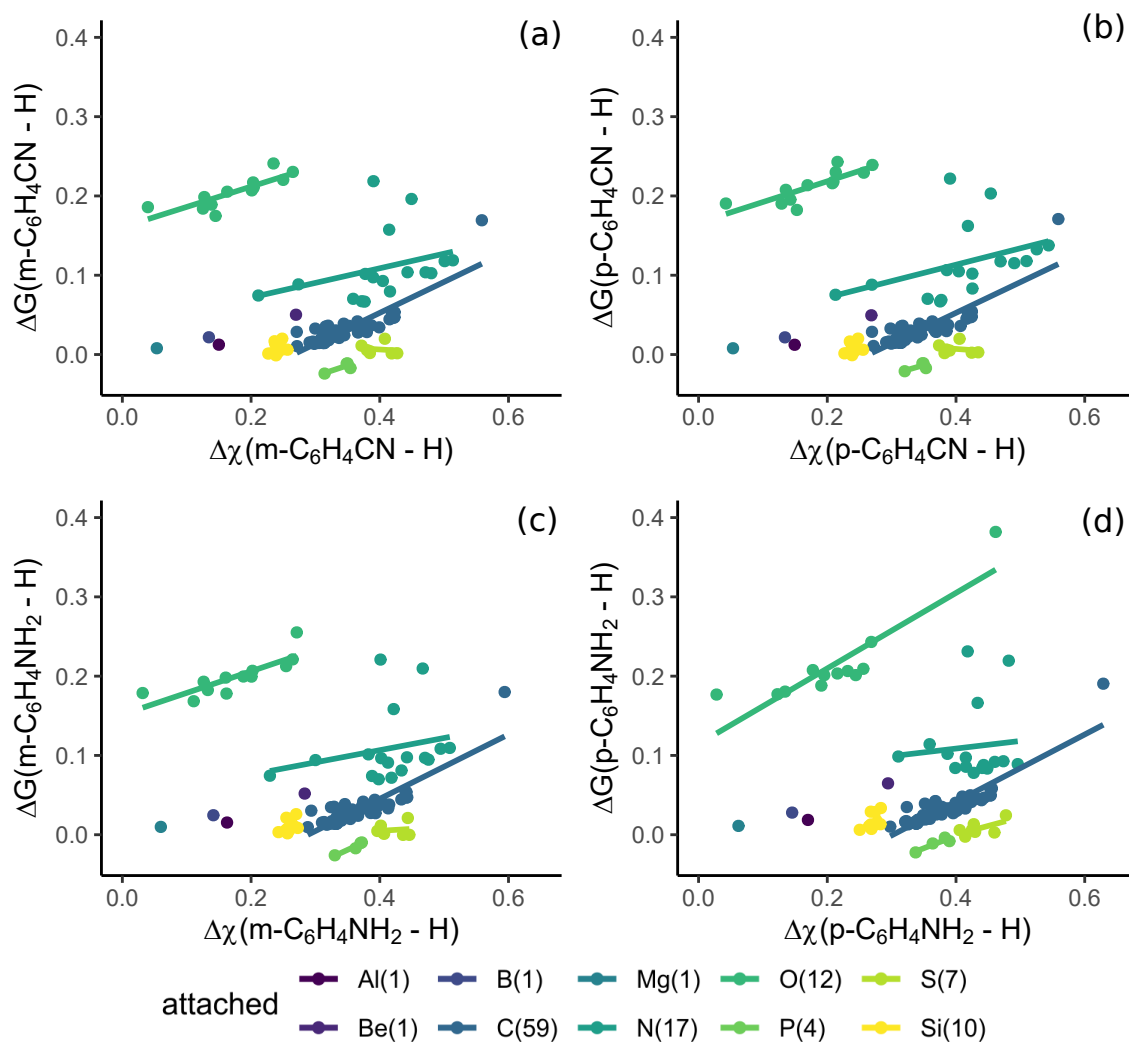 (a)
ΔG(m-C₆H₄CN - H)
0.4
0.3
0.2
0.1
0.0
0.0 0.2 0.4 0.6
Δχ(m-C₆H₄CN - H)
(b)
ΔG(p-C₆H₄CN - H)
0.4
0.3
0.2
0.1
0.0
0.0 0.2 0.4 0.6
Δχ(p-C₆H₄CN - H)
(c)
ΔG(m-C₆H₄NH₂ - H)
0.4
0.3
0.2
0.1
0.0
0.0 0.2 0.4 0.6
Δχ(m-C₆H₄NH₂ - H)
(d)
ΔG(p-C₆H₄NH₂ - H)
0.4
0.3
0.2
0.1
0.0
0.0 0.2 0.4 0.6
Δχ(p-C₆H₄NH₂ - H)
attached
Al(1) B(1) Mg(1) O(12) S(7)
Be(1) C(59) N(17) P(4) Si(10)